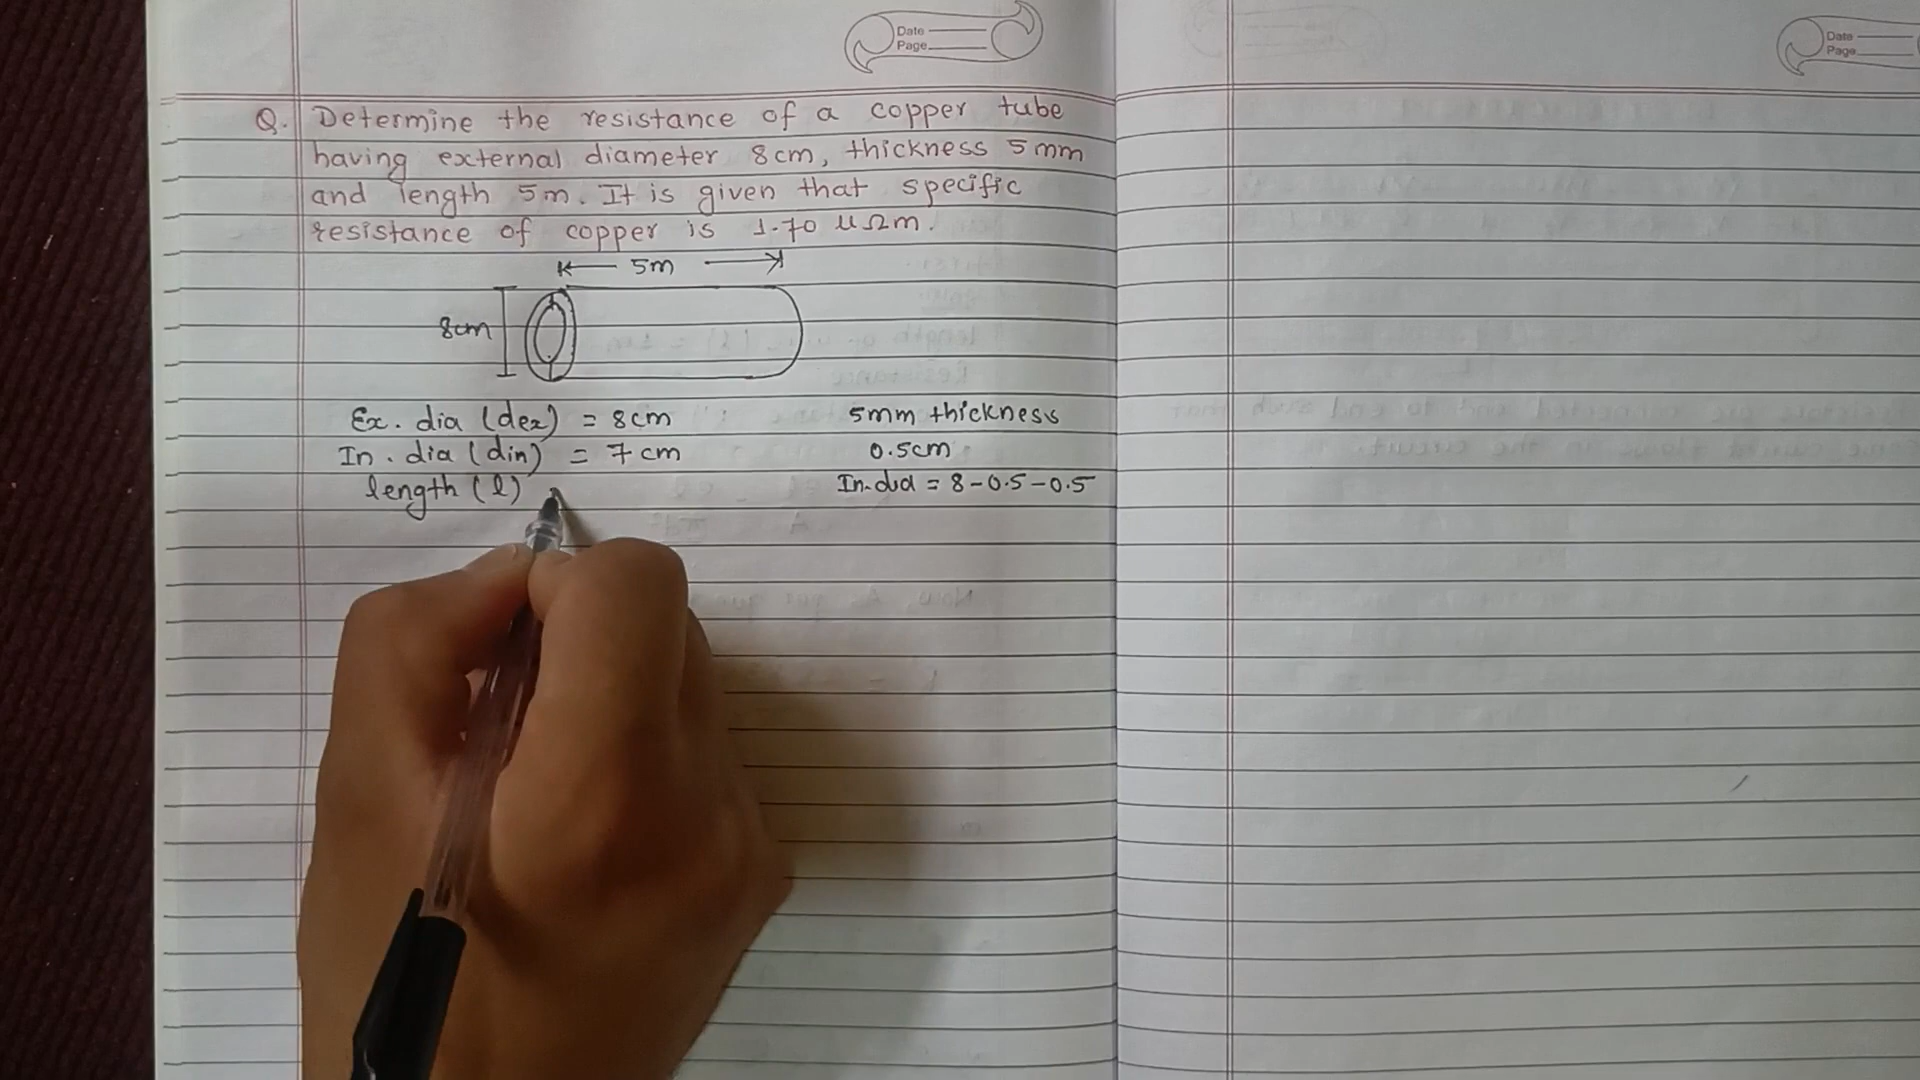 Date
Page
Date
Page
Q. Determine the resistance of a copper tube
having external diameter 8cm, thickness 5mm
and length 5m. It is given that specific
resistance of copper is 1.70 μΩm.
5m
8cm
Ex. dia (dex) = 8cm
In. dia (din) = 7cm
length (l)
5mm thickness
0.5cm
In.dia = 8-0.5-0.5